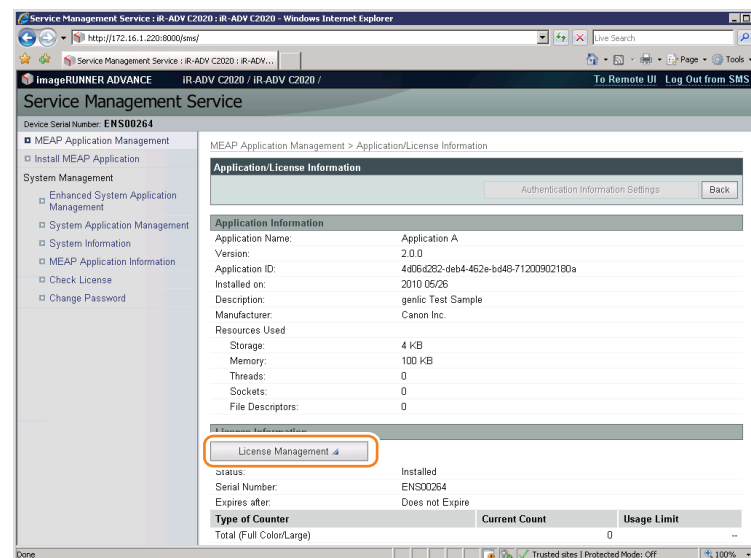 Service Management Service : iR-ADV C2020 : iR-ADV C2020 - Windows Internet Explorer
http://172.16.1.220:8000/sms/
Live Search
Service Management Service : iR-ADV C2020 : iR-ADV...
Page
Tools
imageRUNNER ADVANCE iR-ADV C2020 / iR-ADV C2020 /
To Remote UI Log Out from SMS
Service Management Service
Device Serial Number: ENS00264
MEAP Application Management
Install MEAP Application
System Management
Enhanced System Application
Management
System Application Management
System Information
MEAP Application Information
Check License
Change Password
MEAP Application Management > Application/License Information
Application/License Information
Authentication Information Settings
Back
Application Information
Application Name: Application A
Version: 2.0.0
Application ID: 4d06d282-deb4-462e-bd48-71200902180a
Installed on: 2010 05/26
Description: genlic Test Sample
Manufacturer: Canon Inc.
Resources Used
Storage: 4 KB
Memory: 100 KB
Threads: 0
Sockets: 0
File Descriptors: 0
License Information
License Management
Status: Installed
Serial Number: ENS00264
Expires after: Does not Expire
Type of Counter Current Count Usage Limit
Total (Full Color/Large) 0 --
Done
Trusted sites | Protected Mode: Off
100%